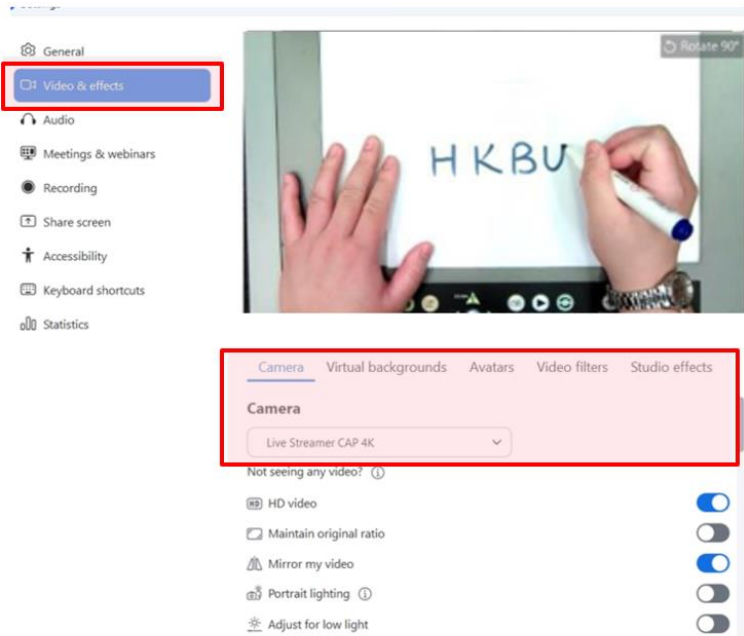 General
Video & effects
Audio
Meetings & webinars
Recording
Share screen
Accessibility
Keyboard shortcuts
Statistics
Rotate 90°
HKBU
Camera Virtual backgrounds Avatars Video filters Studio effects
Camera
Live Streamer CAP 4K
Not seeing any video?
HD video
Maintain original ratio
Mirror my video
Portrait lighting
Adjust for low light